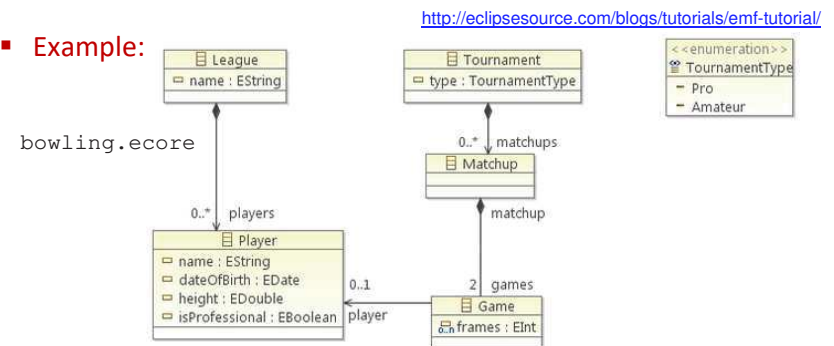 http://eclipsesource.com/blogs/tutorials/emf-tutorial/
Example:
bowling.ecore
League
name : EString
Tournament
type : TournamentType
<<enumeration>>
TournamentType
Pro
Amateur
0..* matchups
Matchup
matchup
0..* players
Player
name : EString
dateOfBirth : EDate
height : EDouble
isProfessional : EBoolean
0..1
player
2 games
Game
frames : EInt